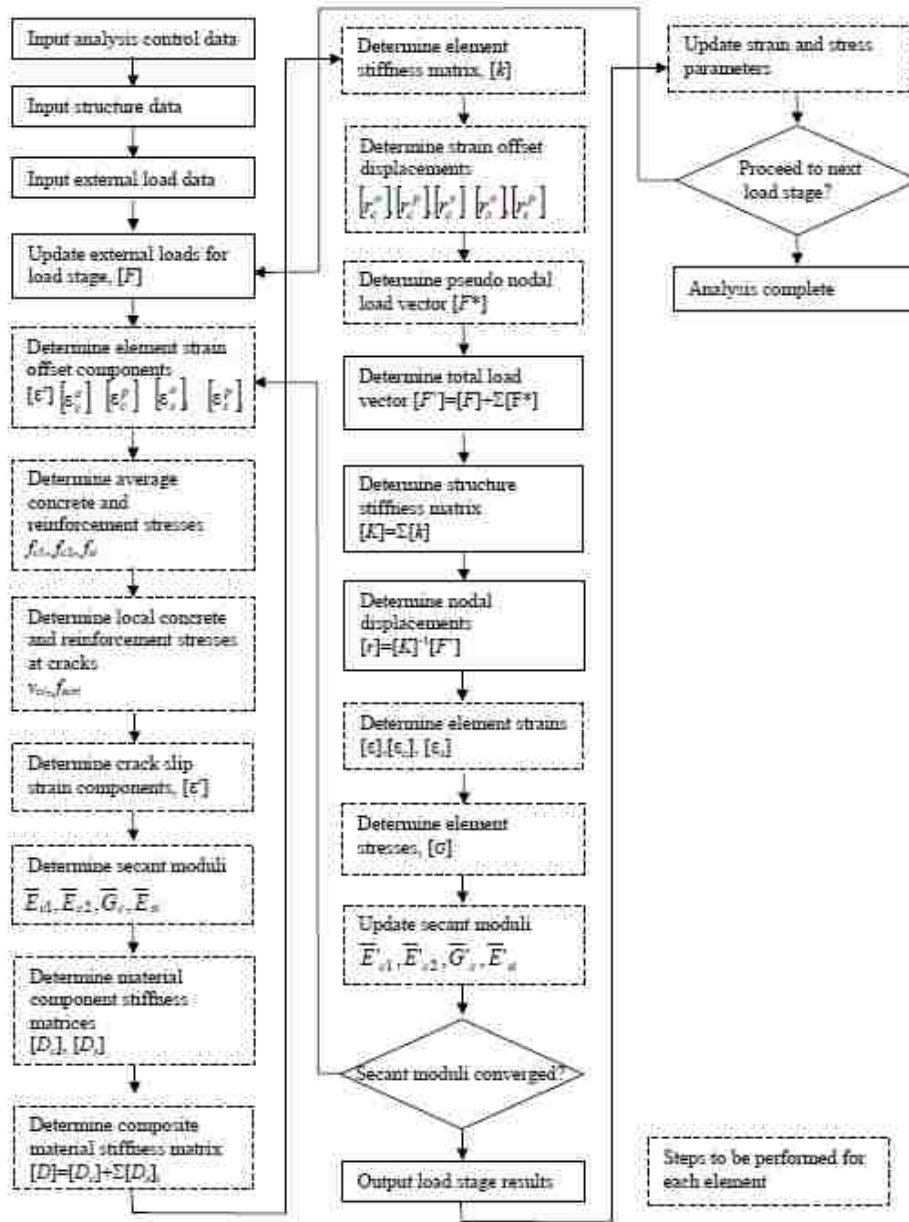 Input analysis control data
Input structure data
Input external load data
Update external loads for
load stage, [F]
Determine element strain
offset components
Determine average
concrete and
reinforcement stresses
Determine local concrete
and reinforcement stresses
at cracks
Determine crack slip
strain components, [εˢ]
Determine secant moduli
Determine material
component stiffness
matrices
[D_c], [D_s]
Determine composite
material stiffness matrix
[D]=[D_c]+Σ[D_s]
Determine element
stiffness matrix, [k]
Determine strain offset
displacements
Determine pseudo nodal
load vector [F*]
Determine total load
vector [F']=[F]+Σ[F*]
Determine structure
stiffness matrix
[K]=Σ[k]
Determine nodal
displacements
[r]=[K]⁻¹[F']
Determine element strains
[ε],[ε_c], [ε_s]
Determine element
stresses, [σ]
Update secant moduli
Secant moduli converged?
Output load stage results
Update strain and stress
parameters
Proceed to next
load stage?
Analysis complete
Steps to be performed for
each element